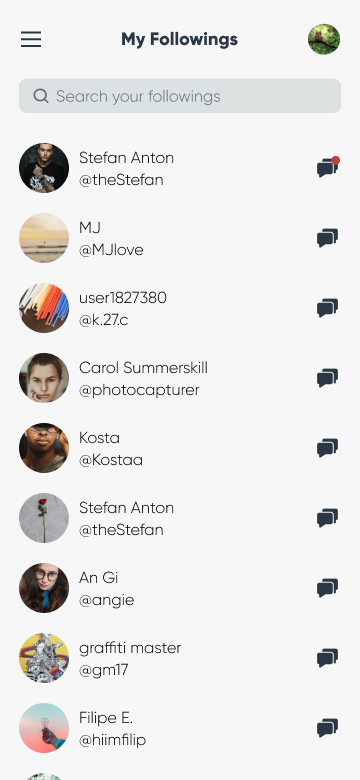 My Followings
Search your followings
Stefan Anton
@theStefan
MJ
@MJlove
user1827380
@k.27.c
Carol Summerskill
@photocapturer
Kosta
@Kostaa
Stefan Anton
@theStefan
An Gi
@angie
graffiti master
@gm17
Filipe E.
@hiimfilip